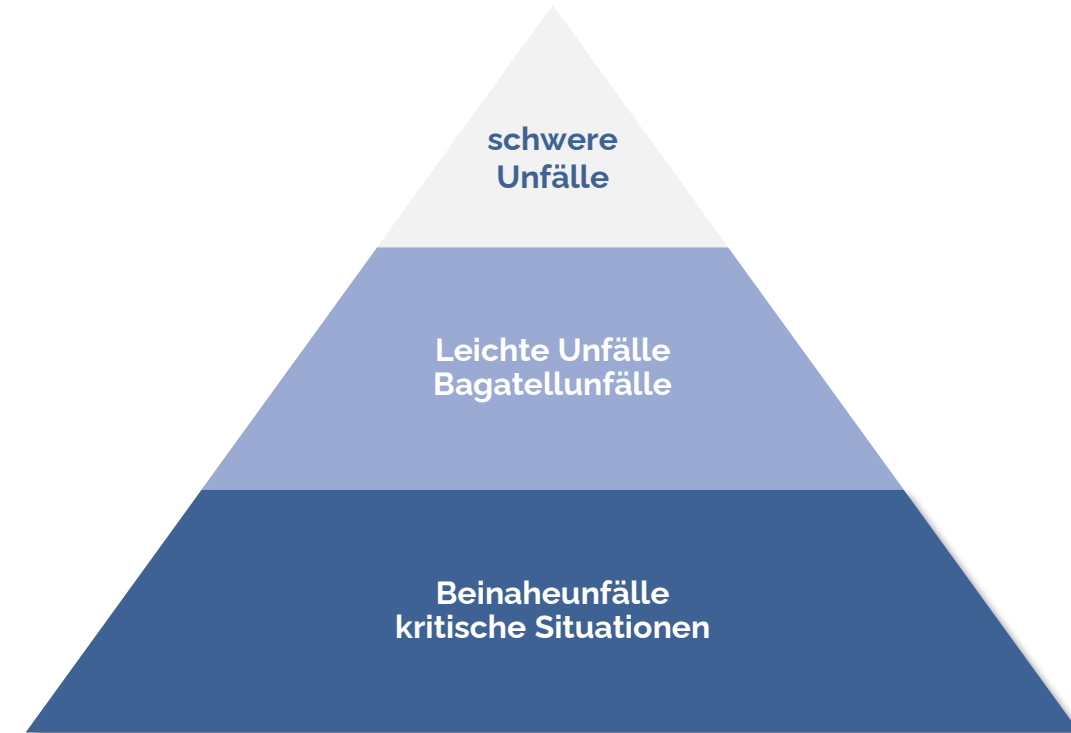 schwere
Unfälle
Leichte Unfälle
Bagatellunfälle
Beinaheunfälle
kritische Situationen